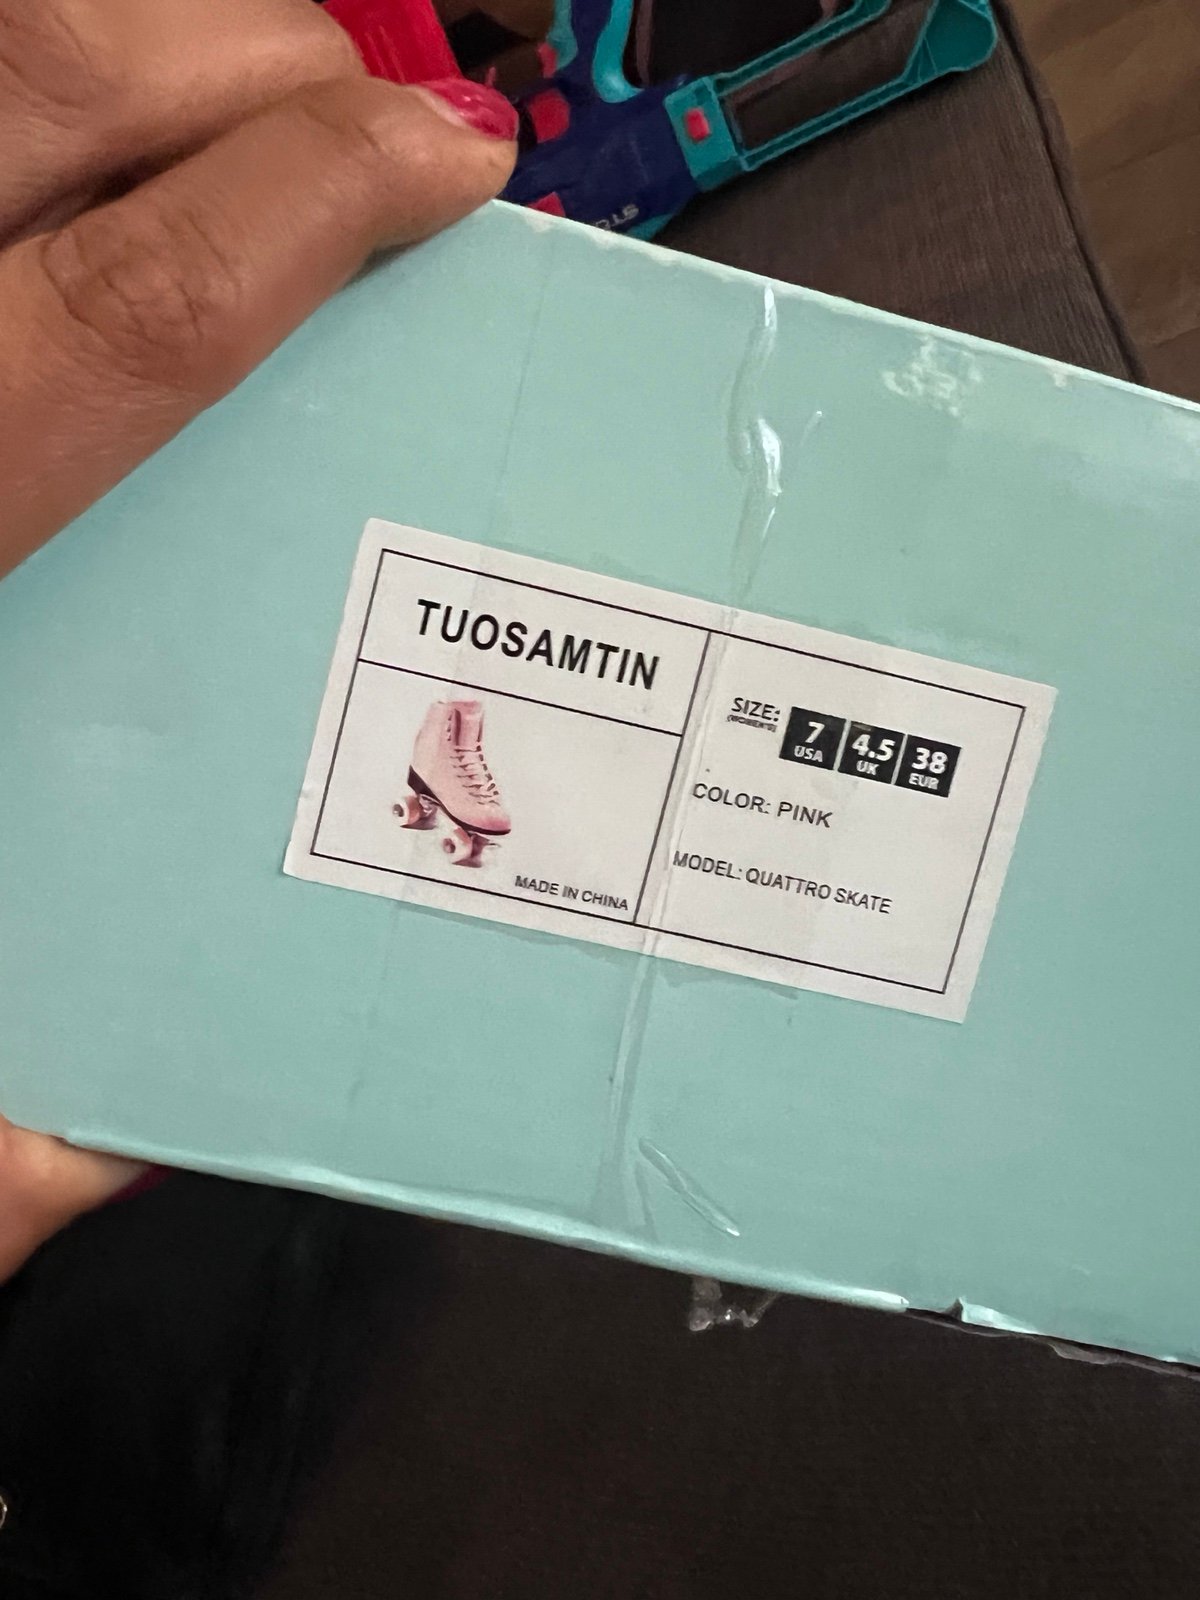 TUOSAMTIN
MADE IN CHINA
SIZE:
(WOMEN'S)
7
USA
4.5
UK
38
EUR
COLOR: PINK
MODEL: QUATTRO SKATE